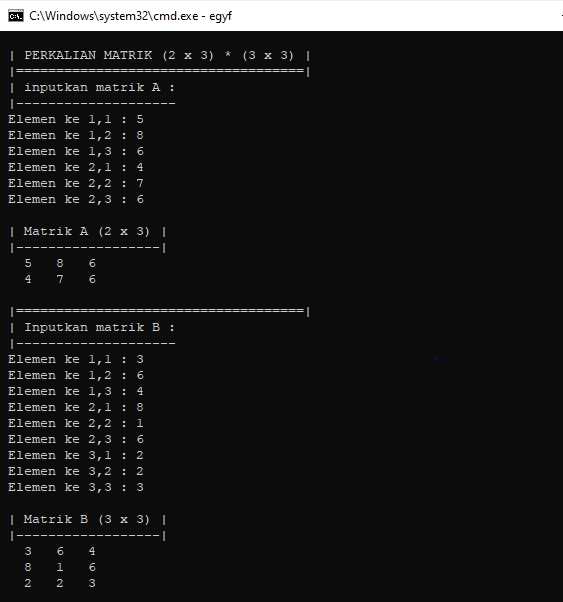 C:\Windows\system32\cmd.exe - egyf
| PERKALIAN MATRIK (2 x 3) * (3 x 3) |
|====================================|
| inputkan matrik A :
|--------------------
Elemen ke 1,1 : 5
Elemen ke 1,2 : 8
Elemen ke 1,3 : 6
Elemen ke 2,1 : 4
Elemen ke 2,2 : 7
Elemen ke 2,3 : 6
| Matrik A (2 x 3) |
|------------------|
5 8 6
4 7 6
|====================================|
| Inputkan matrik B :
|--------------------
Elemen ke 1,1 : 3
Elemen ke 1,2 : 6
Elemen ke 1,3 : 4
Elemen ke 2,1 : 8
Elemen ke 2,2 : 1
Elemen ke 2,3 : 6
Elemen ke 3,1 : 2
Elemen ke 3,2 : 2
Elemen ke 3,3 : 3
| Matrik B (3 x 3) |
|------------------|
3 6 4
8 1 6
2 2 3